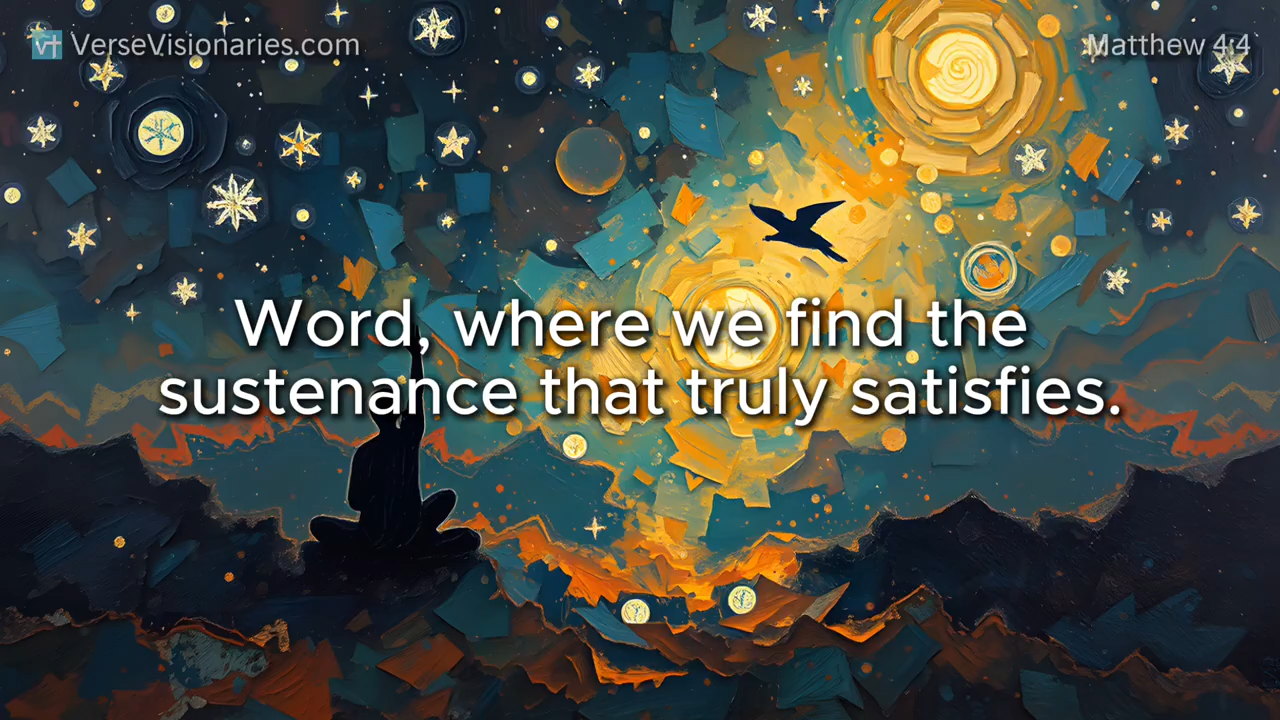 VerseVisionaries.com
Matthew 4:4
Word, where we find the
sustenance that truly satisfies.